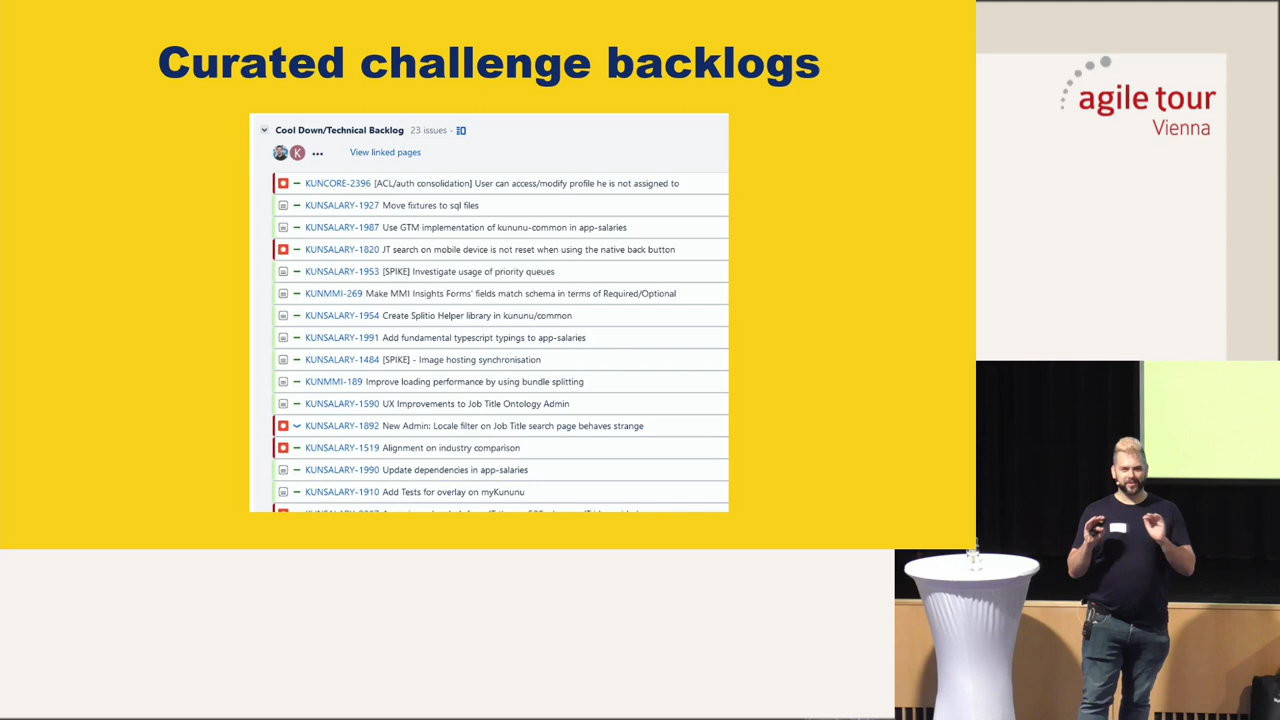 Curated challenge backlogs
Cool Down/Technical Backlog 23 issues -
K ••• View linked pages
KUNCORE-2396 [ACL/auth consolidation] User can access/modify profile he is not assigned to
KUNSALARY-1927 Move fixtures to sql files
KUNSALARY-1987 Use GTM implementation of kununu-common in app-salaries
KUNSALARY-1820 JT search on mobile device is not reset when using the native back button
KUNSALARY-1953 [SPIKE] Investigate usage of priority queues
KUNMMI-269 Make MMI Insights Forms' fields match schema in terms of Required/Optional
KUNSALARY-1954 Create Splitio Helper library in kununu/common
KUNSALARY-1991 Add fundamental typescript typings to app-salaries
KUNSALARY-1484 [SPIKE] - Image hosting synchronisation
KUNMMI-189 Improve loading performance by using bundle splitting
KUNSALARY-1590 UX Improvements to Job Title Ontology Admin
KUNSALARY-1892 New Admin: Locale filter on Job Title search page behaves strange
KUNSALARY-1519 Alignment on industry comparison
KUNSALARY-1990 Update dependencies in app-salaries
KUNSALARY-1910 Add Tests for overlay on myKununu
agile tour
Vienna